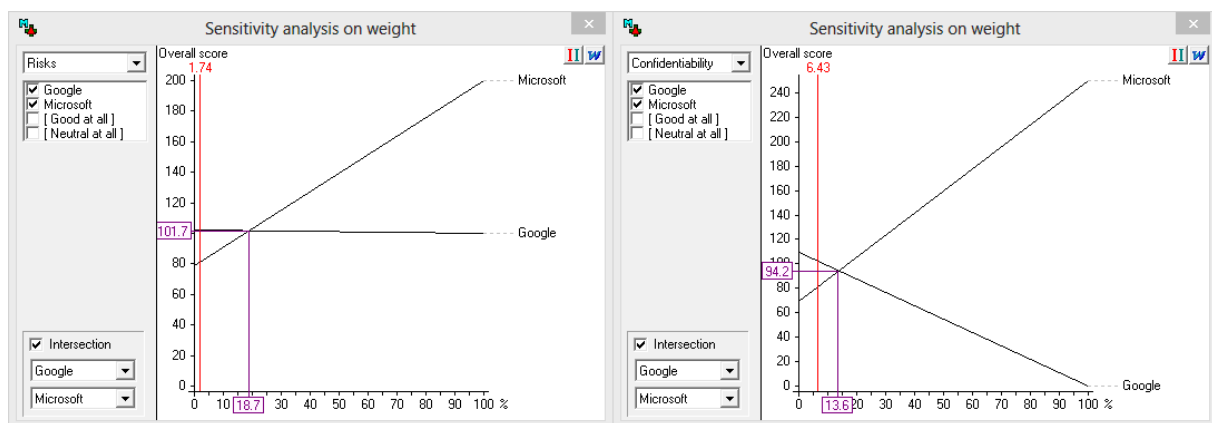 Sensitivity analysis on weight
×
Risks
Google
Microsoft
[ Good at all ]
[ Neutral at all ]
Overall score
1.74
200
180
160
140
120
101.7
80
60
40
20
0
Microsoft
Google
Intersection
Google
Microsoft
0 10 18.7 30 40 50 60 70 80 90 100 %
II w
Sensitivity analysis on weight
×
Confidentiability
Google
Microsoft
[ Good at all ]
[ Neutral at all ]
Overall score
6.43
240
220
200
180
160
140
120
100
94.2
80
60
40
20
0
Microsoft
Google
Intersection
Google
Microsoft
0 13.6 20 30 40 50 60 70 80 90 100 %
II w